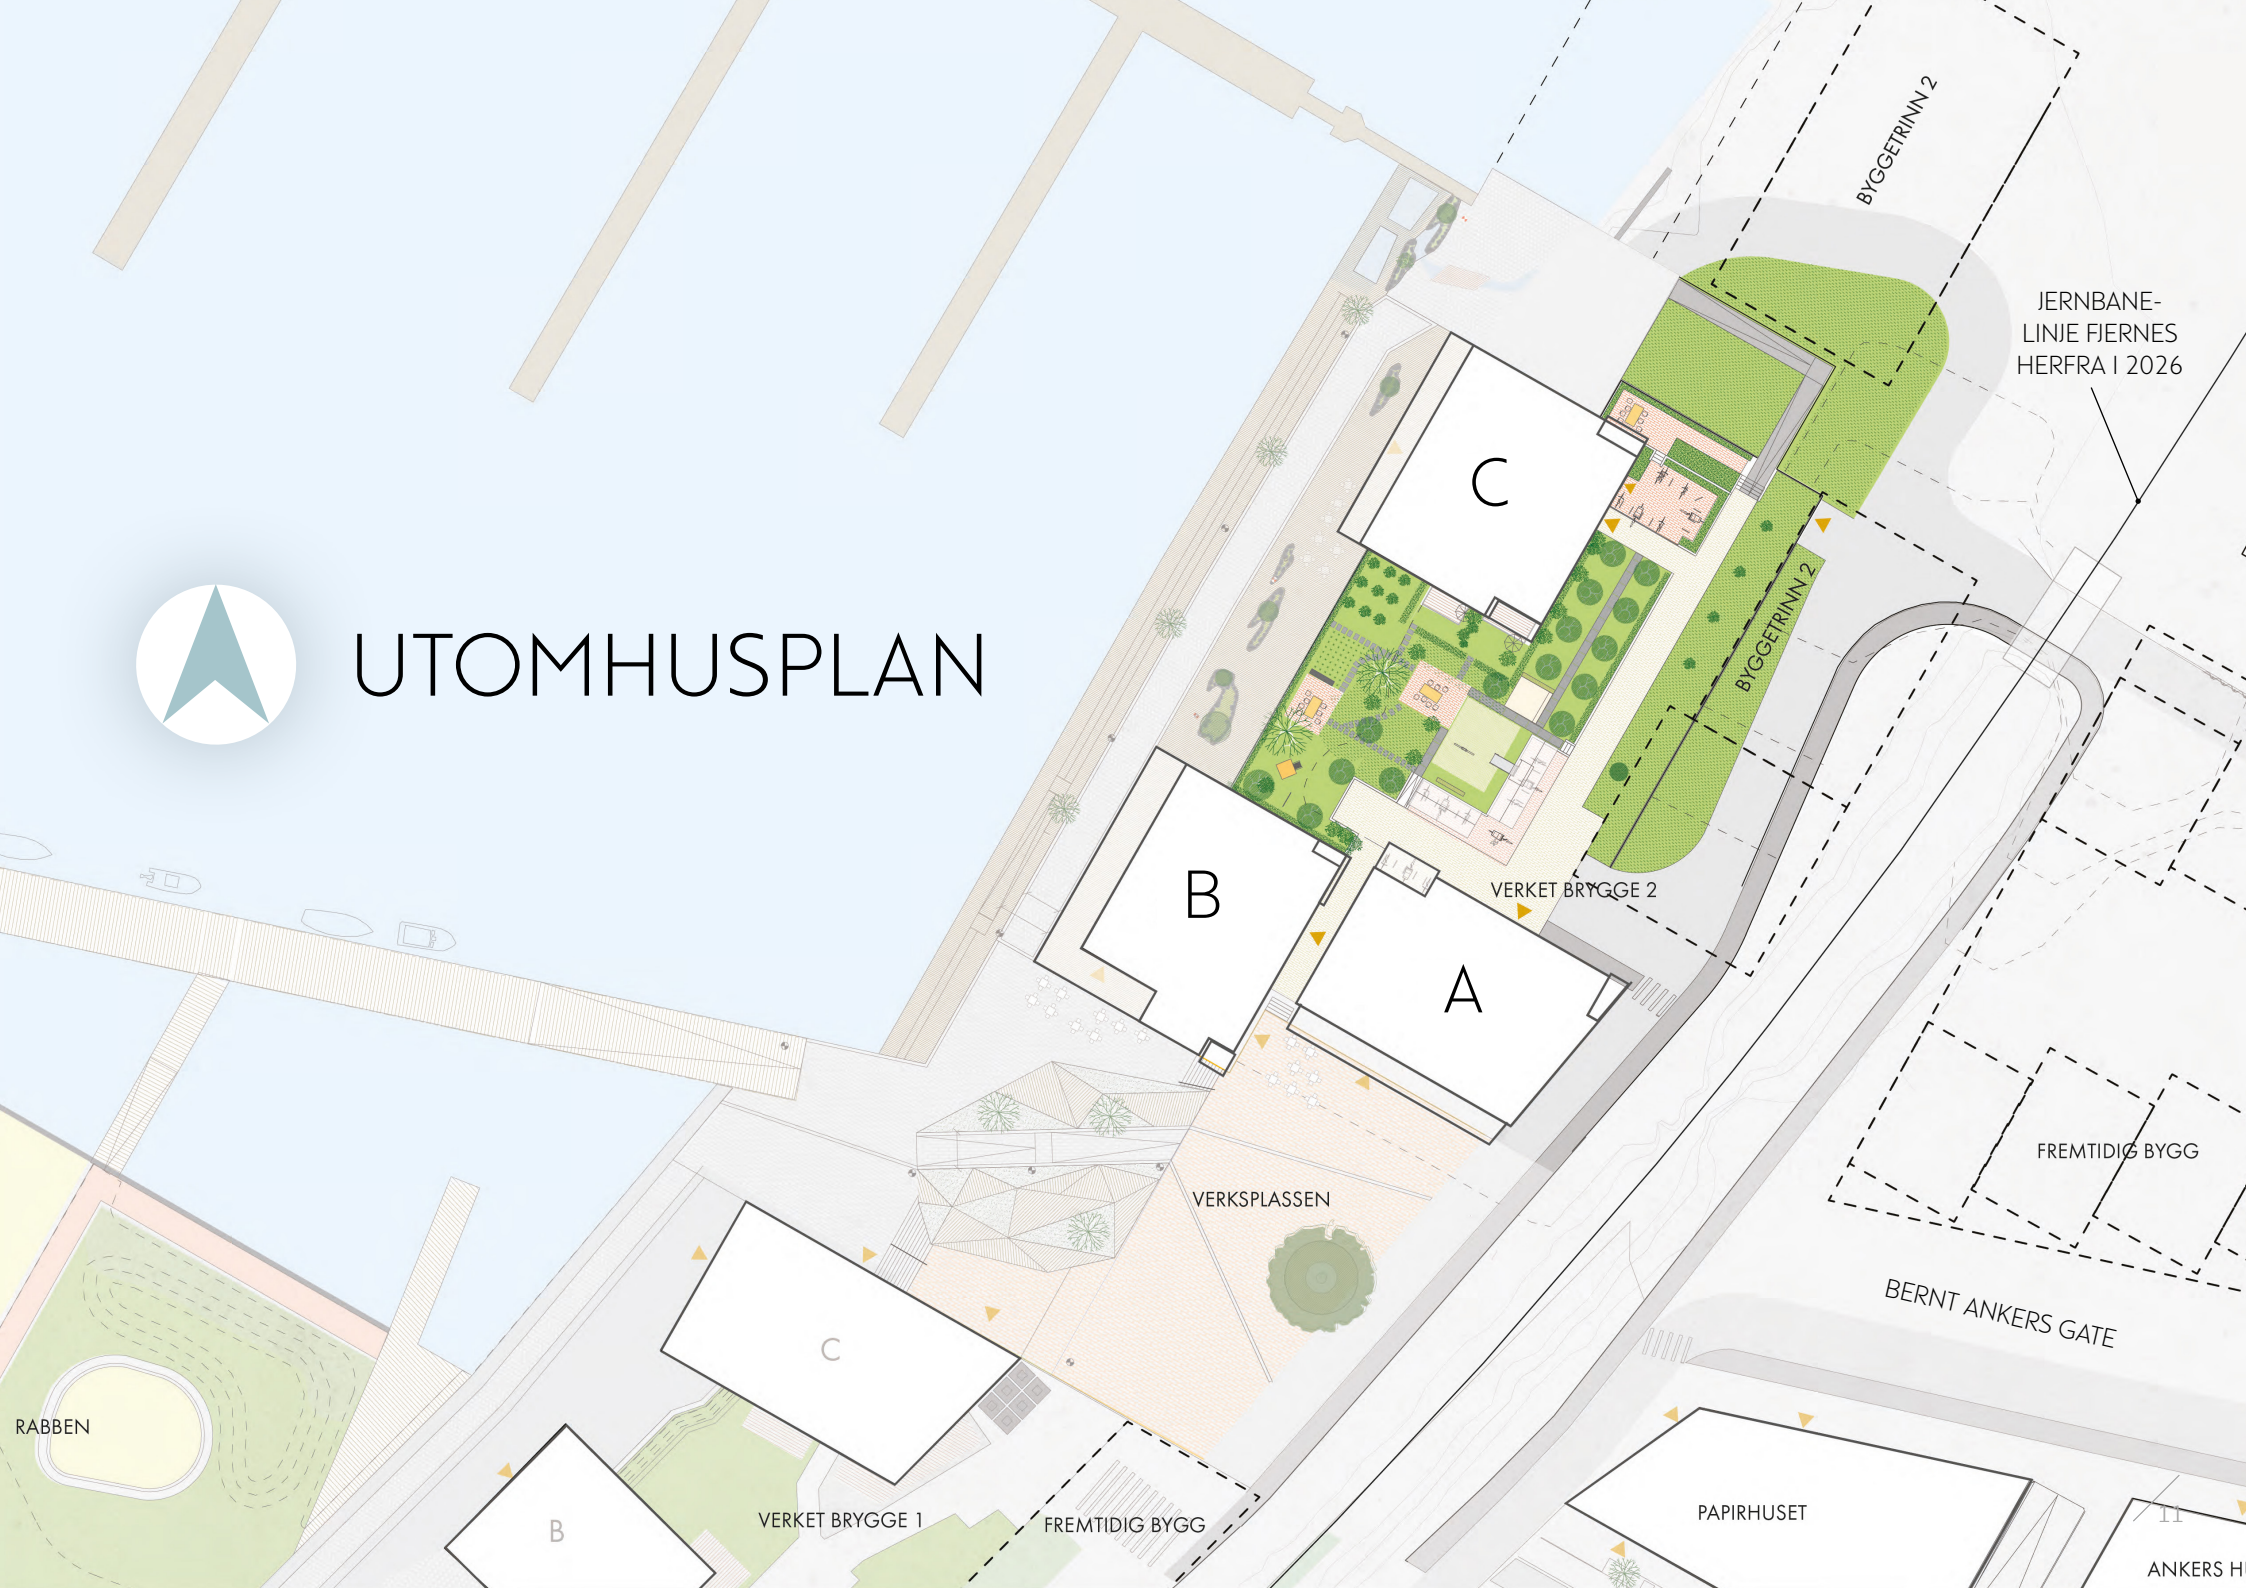 BYGGETRINN 2
JERNBANE-
LINJE FJERNES
HERFRA I 2026
C
UTOMHUSPLAN
BYGGETRINN 2
B
VERKET BRYGGE 2
A
FREMTIDIG BYGG
VERKSPLASSEN
BERNT ANKERS GATE
C
RABBEN
VERKET BRYGGE 1
B
FREMTIDIG BYGG
PAPIRHUSET
11
ANKERS H